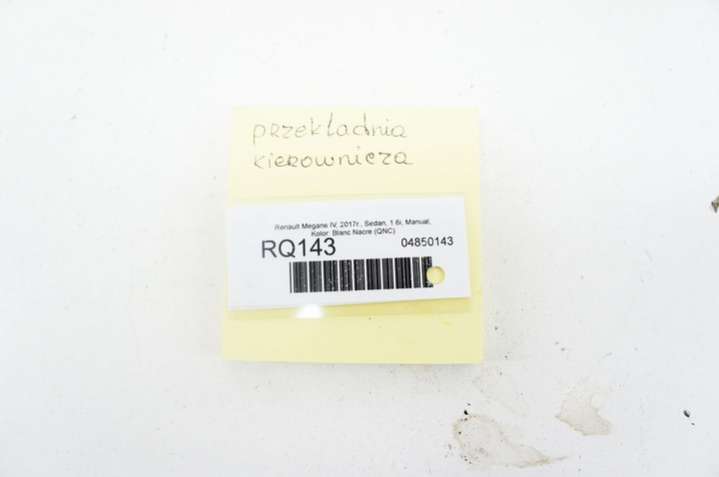 przekładnia
kierownicza
Renault Megane IV, 2017r., Sedan, 1.6i, Manual,
Kolor: Blanc Nacre (QNC)
RQ143 04850143